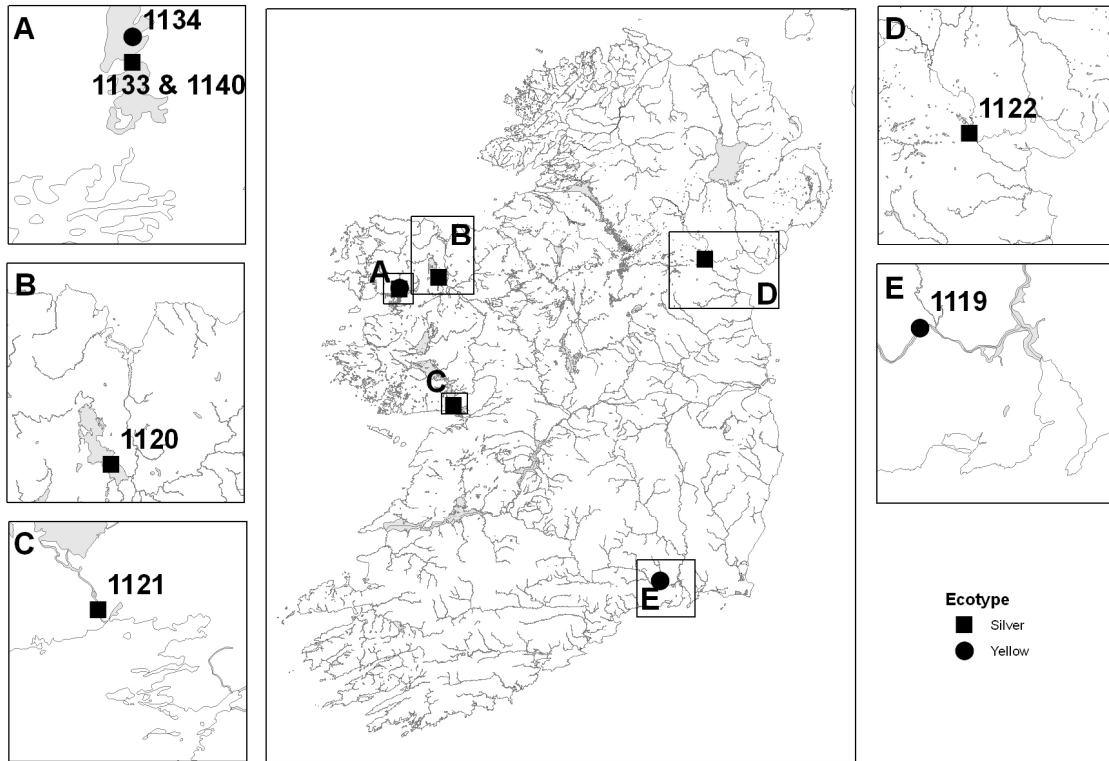 A
1134
1133 & 1140
B
1120
C
1121
A
B
C
D
E
D
1122
E
1119
Ecotype
Silver
Yellow